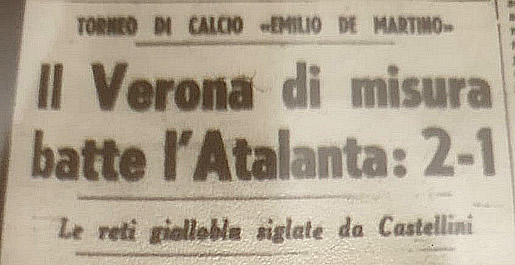 TORNEO DI CALCIO «EMILIO DE MARTINO»
Il Verona di misura
batte l'Atalanta: 2-1
Le reti gialloblu siglate da Castellini